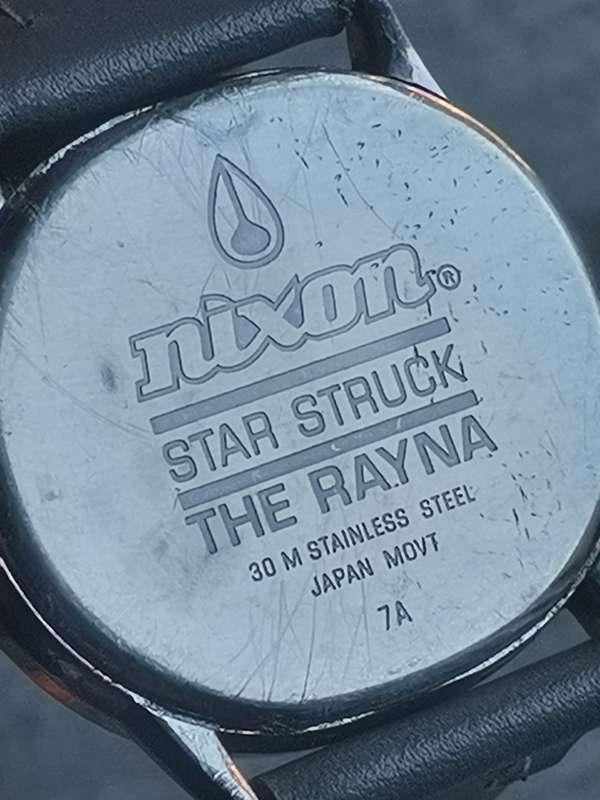 nixon®
STAR STRUCK
THE RAYNA
30 M STAINLESS STEEL
JAPAN MOVT
7A